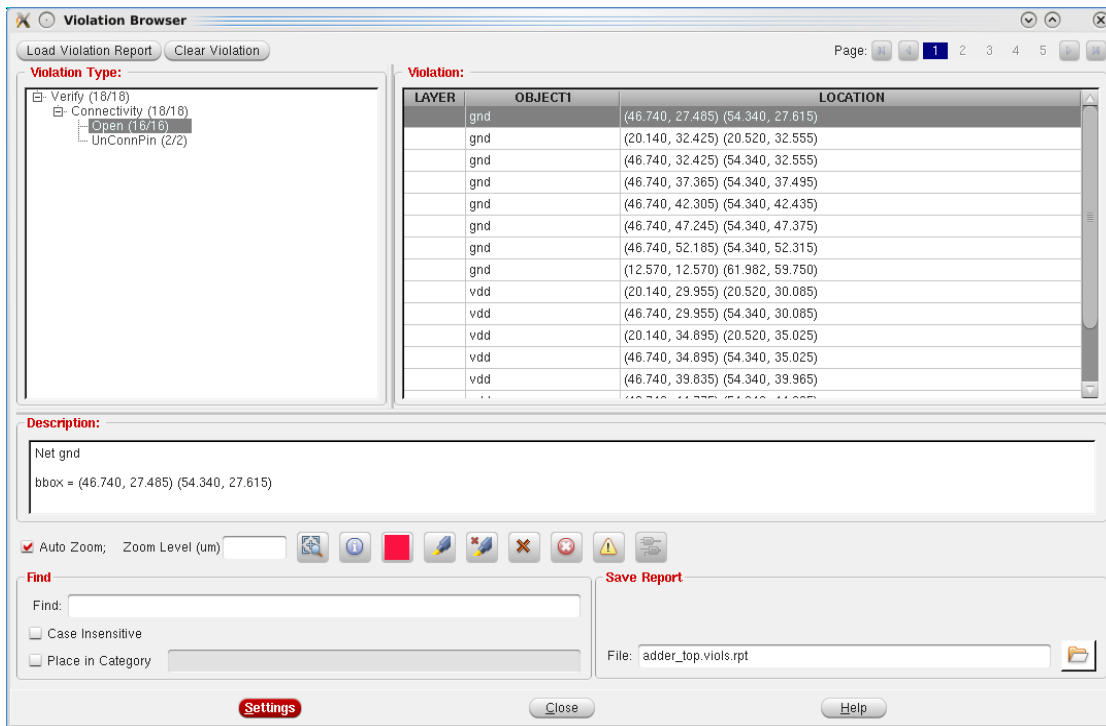 Violation Browser
Load Violation Report Clear Violation Page: 1 2 3 4 5
Violation Type:
Verify (18/18)
Connectivity (18/18)
Open (16/16)
UnConnPin (2/2)
Violation:
LAYER OBJECT1 LOCATION
gnd (46.740, 27.485) (54.340, 27.615)
gnd (20.140, 32.425) (20.520, 32.555)
gnd (46.740, 32.425) (54.340, 32.555)
gnd (46.740, 37.365) (54.340, 37.495)
gnd (46.740, 42.305) (54.340, 42.435)
gnd (46.740, 47.245) (54.340, 47.375)
gnd (46.740, 52.185) (54.340, 52.315)
gnd (12.570, 12.570) (61.982, 59.750)
vdd (20.140, 29.955) (20.520, 30.085)
vdd (46.740, 29.955) (54.340, 30.085)
vdd (20.140, 34.895) (20.520, 35.025)
vdd (46.740, 34.895) (54.340, 35.025)
vdd (46.740, 39.835) (54.340, 39.965)
Description:
Net gnd
bbox = (46.740, 27.485) (54.340, 27.615)
Auto Zoom; Zoom Level (um)
Find
Find:
Case Insensitive
Place in Category
Save Report
File: adder_top.viols.rpt
Settings Close Help